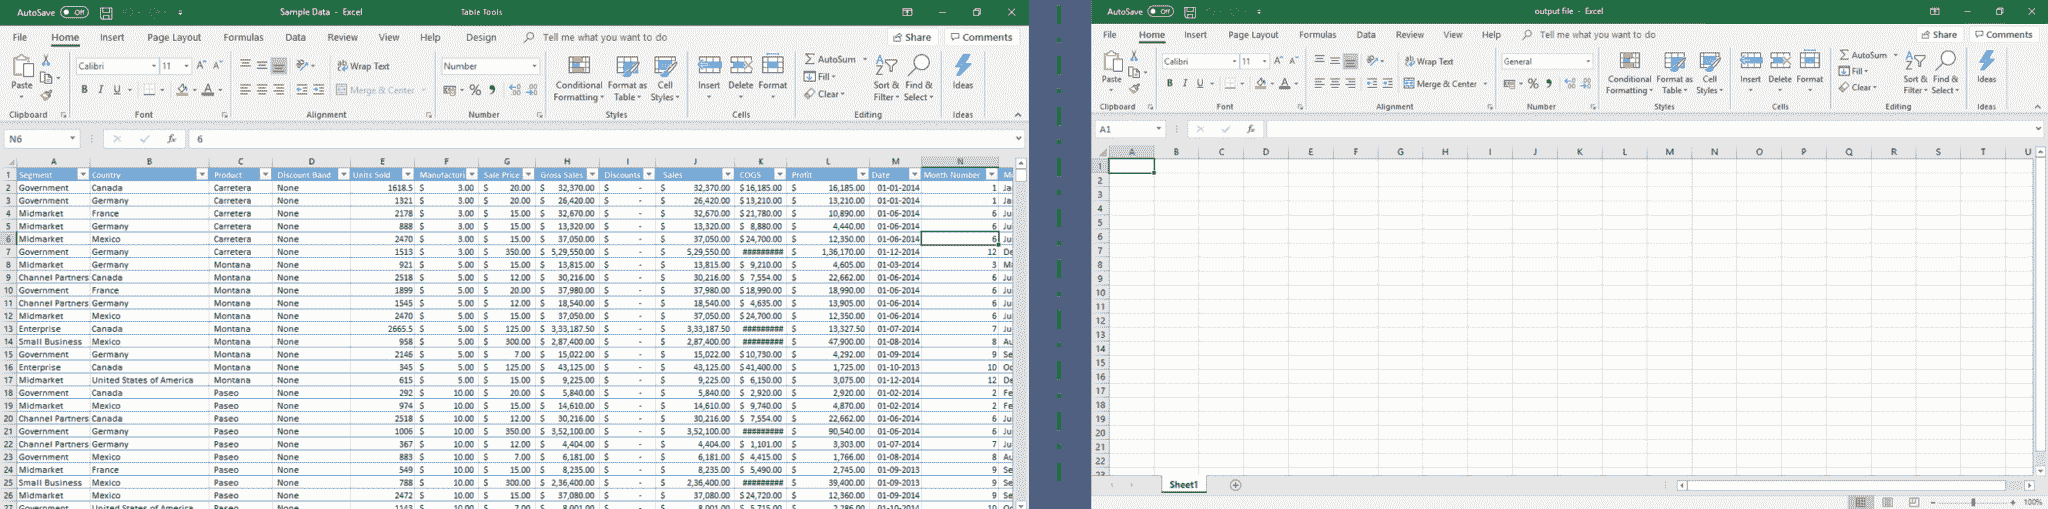 AutoSave Off Sample Data - Excel Table Tools
File Home Insert Page Layout Formulas Data Review View Help Design Tell me what you want to do Share Comments
Paste Calibri 11 Wrap Text Number AutoSum
B I U Merge & Center $ % Conditional Formatting Format as Table Cell Styles Insert Delete Format Fill Clear Sort & Filter Find & Select Ideas
Clipboard Font Alignment Number Styles Cells Editing Ideas
N6 fx 6
A B C D E F G H I J K L M N
1 Segment Country Product Discount Band Units Sold Manufacturi Sale Price Gross Sales Discounts Sales COGS Profit Date Month Number
2 Government Canada Carretera None 1618.5 $ 3.00 $ 20.00 $ 32,370.00 $ - $ 32,370.00 $ 16,185.00 $ 16,185.00 01-01-2014 1 Ja
3 Government Germany Carretera None 1321 $ 3.00 $ 20.00 $ 26,420.00 $ - $ 26,420.00 $ 13,210.00 $ 13,210.00 01-01-2014 1 Ja
4 Midmarket France Carretera None 2178 $ 3.00 $ 15.00 $ 32,670.00 $ - $ 32,670.00 $ 21,780.00 $ 10,890.00 01-06-2014 6 Ju
5 Midmarket Germany Carretera None 888 $ 3.00 $ 15.00 $ 13,320.00 $ - $ 13,320.00 $ 8,880.00 $ 4,440.00 01-06-2014 6 Ju
6 Midmarket Mexico Carretera None 2470 $ 3.00 $ 15.00 $ 37,050.00 $ - $ 37,050.00 $ 24,700.00 $ 12,350.00 01-06-2014 6 Ju
7 Government Germany Carretera None 1513 $ 3.00 $ 350.00 $ 5,29,550.00 $ - $ 5,29,550.00 ######### $ 1,36,170.00 01-12-2014 12 De
8 Midmarket Germany Montana None 921 $ 5.00 $ 15.00 $ 13,815.00 $ - $ 13,815.00 $ 9,210.00 $ 4,605.00 01-03-2014 3 Ma
9 Channel Partners Canada Montana None 2518 $ 5.00 $ 12.00 $ 30,216.00 $ - $ 30,216.00 $ 7,554.00 $ 22,662.00 01-06-2014 6 Ju
10 Government France Montana None 1899 $ 5.00 $ 20.00 $ 37,980.00 $ - $ 37,980.00 $ 18,990.00 $ 18,990.00 01-06-2014 6 Ju
11 Channel Partners Germany Montana None 1545 $ 5.00 $ 12.00 $ 18,540.00 $ - $ 18,540.00 $ 4,635.00 $ 13,905.00 01-06-2014 6 Ju
12 Midmarket Mexico Montana None 2470 $ 5.00 $ 15.00 $ 37,050.00 $ - $ 37,050.00 $ 24,700.00 $ 12,350.00 01-06-2014 6 Ju
13 Enterprise Canada Montana None 2665.5 $ 5.00 $ 125.00 $ 3,33,187.50 $ - $ 3,33,187.50 ######### $ 13,327.50 01-07-2014 7 Ju
14 Small Business Mexico Montana None 958 $ 5.00 $ 300.00 $ 2,87,400.00 $ - $ 2,87,400.00 ######### $ 47,900.00 01-08-2014 8 Au
15 Government Germany Montana None 2146 $ 5.00 $ 7.00 $ 15,022.00 $ - $ 15,022.00 $ 10,730.00 $ 4,292.00 01-09-2014 9 Se
16 Enterprise Canada Montana None 345 $ 5.00 $ 125.00 $ 43,125.00 $ - $ 43,125.00 $ 41,400.00 $ 1,725.00 01-10-2013 10 Oc
17 Midmarket United States of America Montana None 615 $ 5.00 $ 15.00 $ 9,225.00 $ - $ 9,225.00 $ 6,150.00 $ 3,075.00 01-12-2014 12 De
18 Government Canada Paseo None 292 $ 10.00 $ 20.00 $ 5,840.00 $ - $ 5,840.00 $ 2,920.00 $ 2,920.00 01-02-2014 2 Fe
19 Midmarket Mexico Paseo None 974 $ 10.00 $ 15.00 $ 14,610.00 $ - $ 14,610.00 $ 9,740.00 $ 4,870.00 01-02-2014 2 Fe
20 Channel Partners Canada Paseo None 2518 $ 10.00 $ 12.00 $ 30,216.00 $ - $ 30,216.00 $ 7,554.00 $ 22,662.00 01-06-2014 6 Ju
21 Government Germany Paseo None 1006 $ 10.00 $ 350.00 $ 3,52,100.00 $ - $ 3,52,100.00 ######### $ 90,540.00 01-06-2014 6 Ju
22 Channel Partners Germany Paseo None 367 $ 10.00 $ 12.00 $ 4,404.00 $ - $ 4,404.00 $ 1,101.00 $ 3,303.00 01-07-2014 7 Ju
23 Government Mexico Paseo None 883 $ 10.00 $ 7.00 $ 6,181.00 $ - $ 6,181.00 $ 4,415.00 $ 1,766.00 01-08-2014 8 Au
24 Midmarket France Paseo None 549 $ 10.00 $ 15.00 $ 8,235.00 $ - $ 8,235.00 $ 5,490.00 $ 2,745.00 01-09-2013 9 Se
25 Small Business Mexico Paseo None 788 $ 10.00 $ 300.00 $ 2,36,400.00 $ - $ 2,36,400.00 ######### $ 39,400.00 01-09-2013 9 Se
26 Midmarket Mexico Paseo None 2472 $ 10.00 $ 15.00 $ 37,080.00 $ - $ 37,080.00 $ 24,720.00 $ 12,360.00 01-09-2014 9 Se
AutoSave Off output file - Excel
File Home Insert Page Layout Formulas Data Review View Help Tell me what you want to do Share Comments
Paste Calibri 11 Wrap Text General AutoSum
B I U Merge & Center % Conditional Formatting Format as Table Cell Styles Insert Delete Format Fill Clear Sort & Filter Find & Select Ideas
Clipboard Font Alignment Number Styles Cells Editing Ideas
A1 fx
A B C D E F G H I J K L M N O P Q R S T U
1
2
3
4
5
6
7
8
9
10
11
12
13
14
15
16
17
18
19
20
21
22
Sheet1
100%